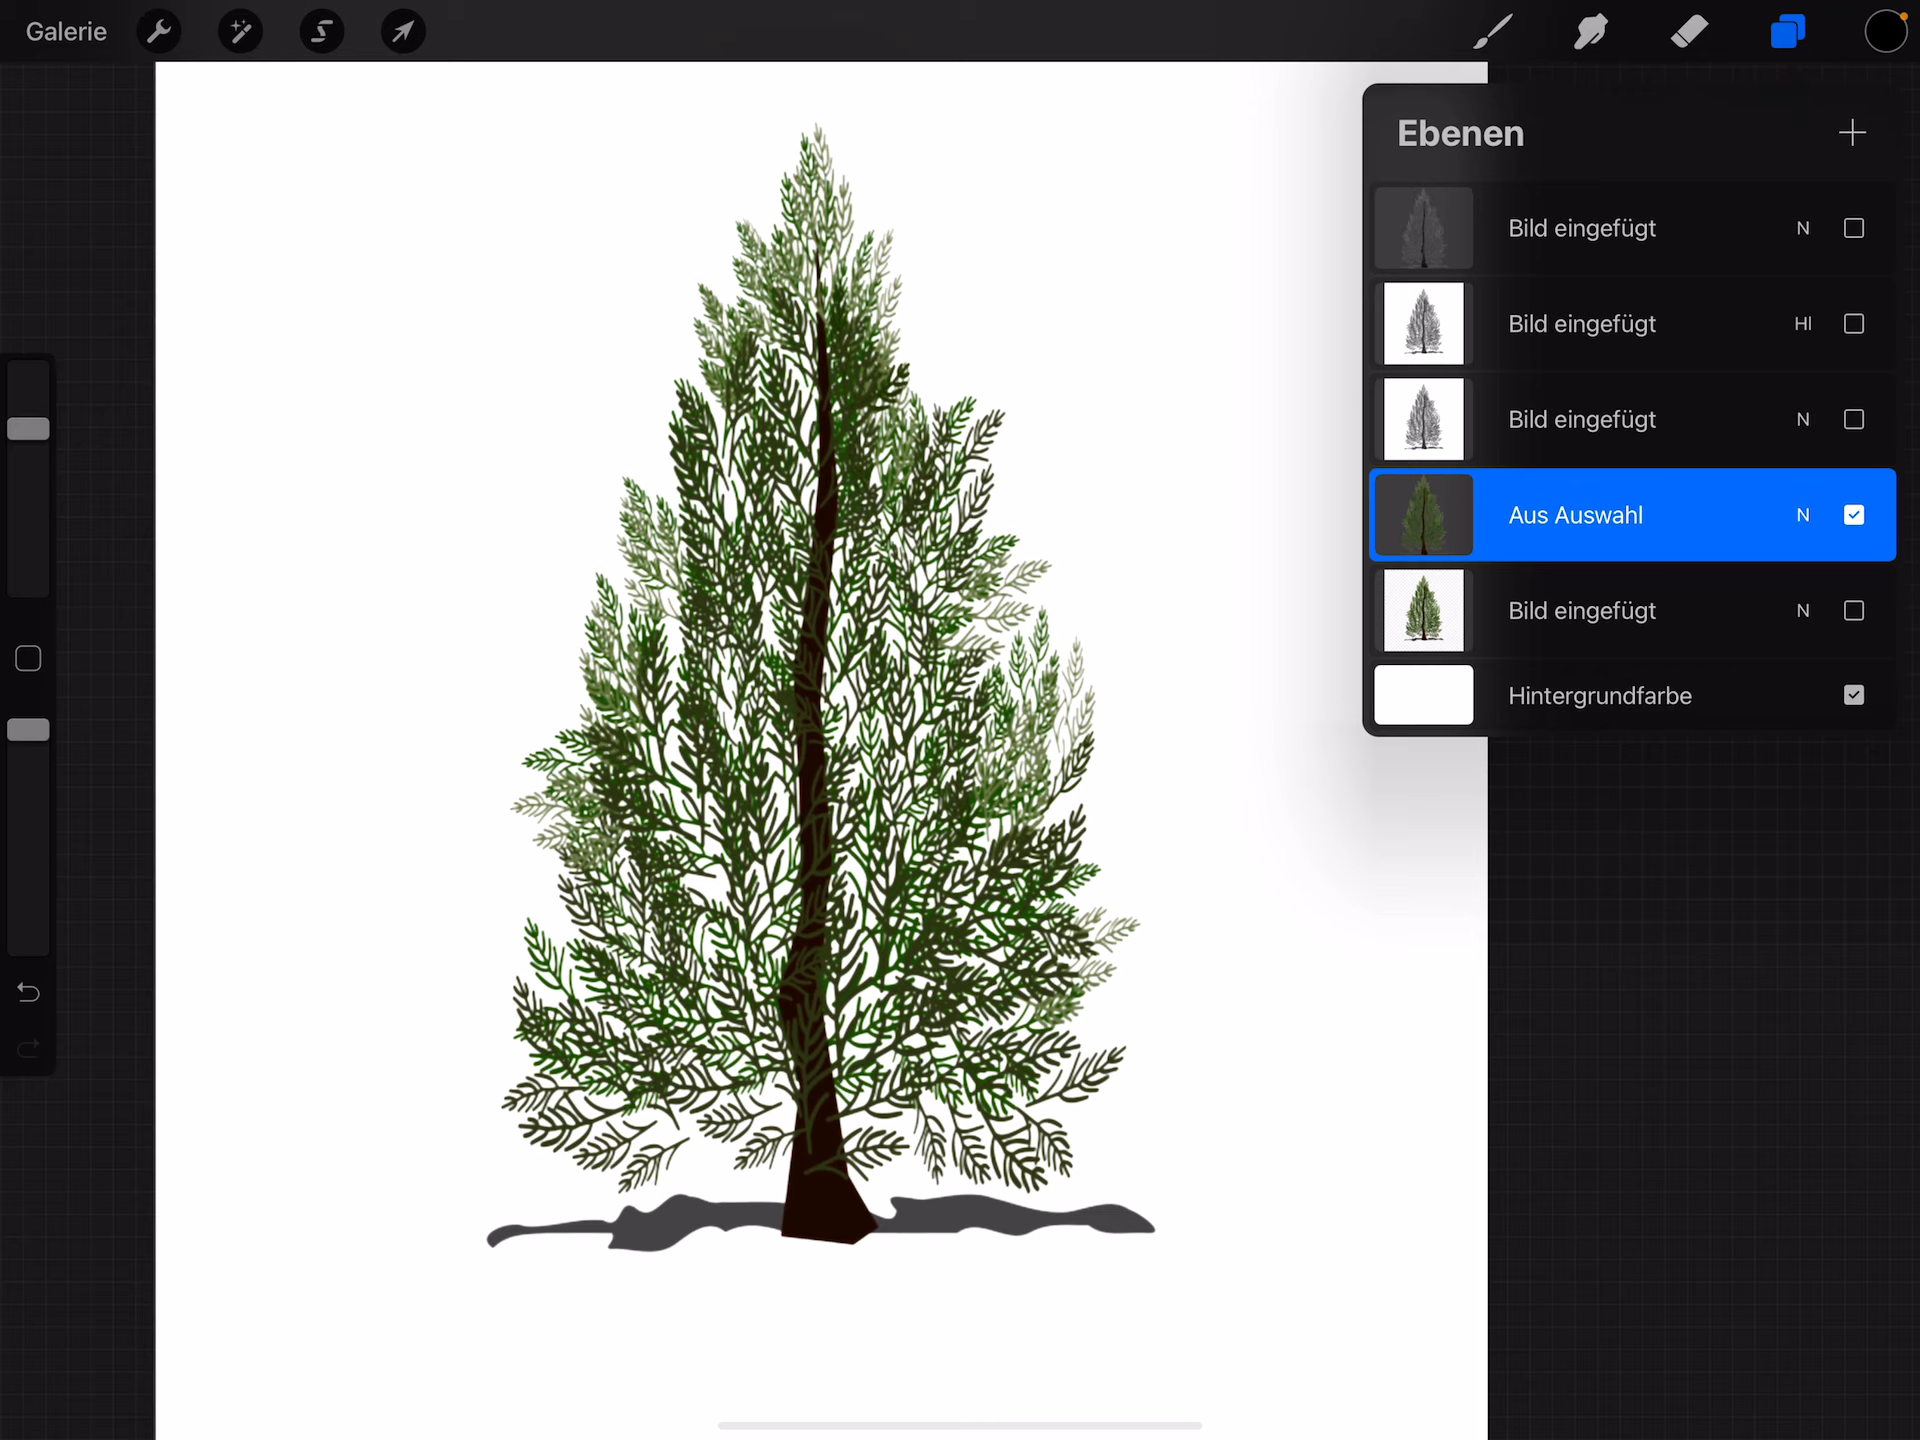 Galerie
Ebenen
Bild eingefügt N
Bild eingefügt HI
Bild eingefügt N
Aus Auswahl N
Bild eingefügt N
Hintergrundfarbe